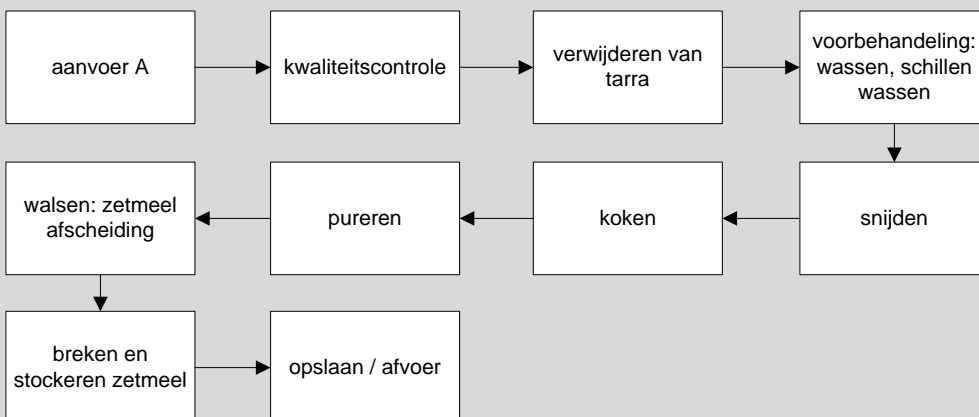 aanvoer A
kwaliteitscontrole
verwijderen van
tarra
voorbehandeling:
wassen, schillen
wassen
snijden
koken
pureren
walsen: zetmeel
afscheiding
breken en
stockeren zetmeel
opslaan / afvoer